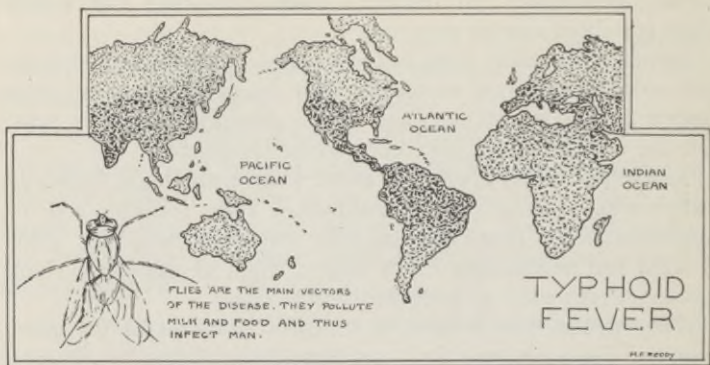 ATLANTIC
OCEAN
PACIFIC
OCEAN
INDIAN
OCEAN
FLIES ARE THE MAIN VECTORS
OF THE DISEASE. THEY POLLUTE
MILK AND FOOD AND THUS
INFECT MAN.
TYPHOID
FEVER
H.F. REDDY